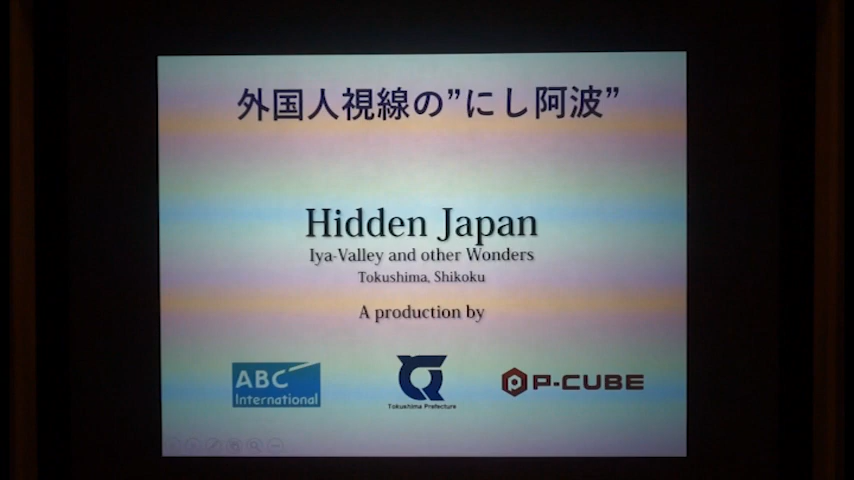 外国人視線の”にし阿波”
Hidden Japan
Iya-Valley and other Wonders
Tokushima, Shikoku
A production by
ABC International
Tokushima Prefecture
P-CUBE